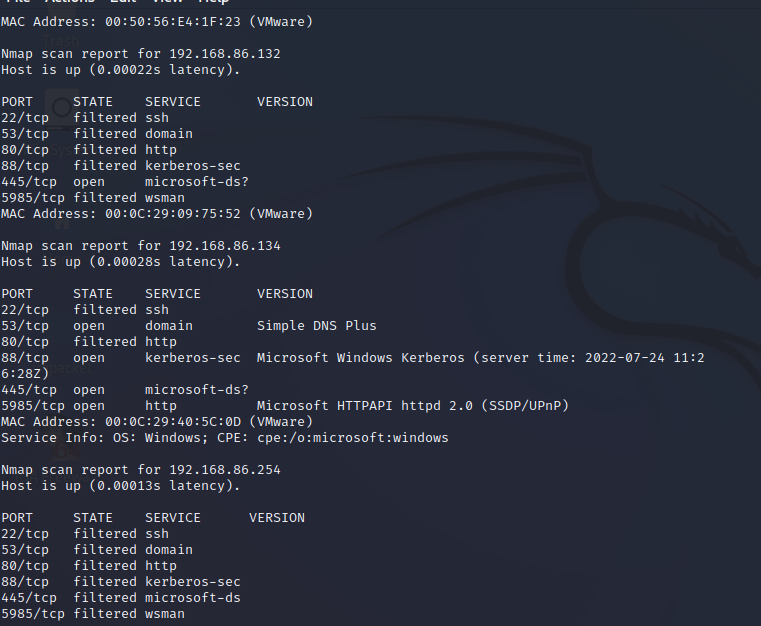 MAC Address: 00:50:56:E4:1F:23 (VMware)
Nmap scan report for 192.168.86.132
Host is up (0.00022s latency).
PORT     STATE    SERVICE       VERSION
22/tcp   filtered ssh
53/tcp   filtered domain
80/tcp   filtered http
88/tcp   filtered kerberos-sec
445/tcp  open     microsoft-ds?
5985/tcp filtered wsman
MAC Address: 00:0C:29:09:75:52 (VMware)
Nmap scan report for 192.168.86.134
Host is up (0.00028s latency).
PORT     STATE    SERVICE       VERSION
22/tcp   filtered ssh
53/tcp   open     domain        Simple DNS Plus
80/tcp   filtered http
88/tcp   open     kerberos-sec  Microsoft Windows Kerberos (server time: 2022-07-24 11:2
6:28Z)
445/tcp  open     microsoft-ds?
5985/tcp open     http          Microsoft HTTPAPI httpd 2.0 (SSDP/UPnP)
MAC Address: 00:0C:29:40:5C:0D (VMware)
Service Info: OS: Windows; CPE: cpe:/o:microsoft:windows
Nmap scan report for 192.168.86.254
Host is up (0.00013s latency).
PORT     STATE    SERVICE      VERSION
22/tcp   filtered ssh
53/tcp   filtered domain
80/tcp   filtered http
88/tcp   filtered kerberos-sec
445/tcp  filtered microsoft-ds
5985/tcp filtered wsman